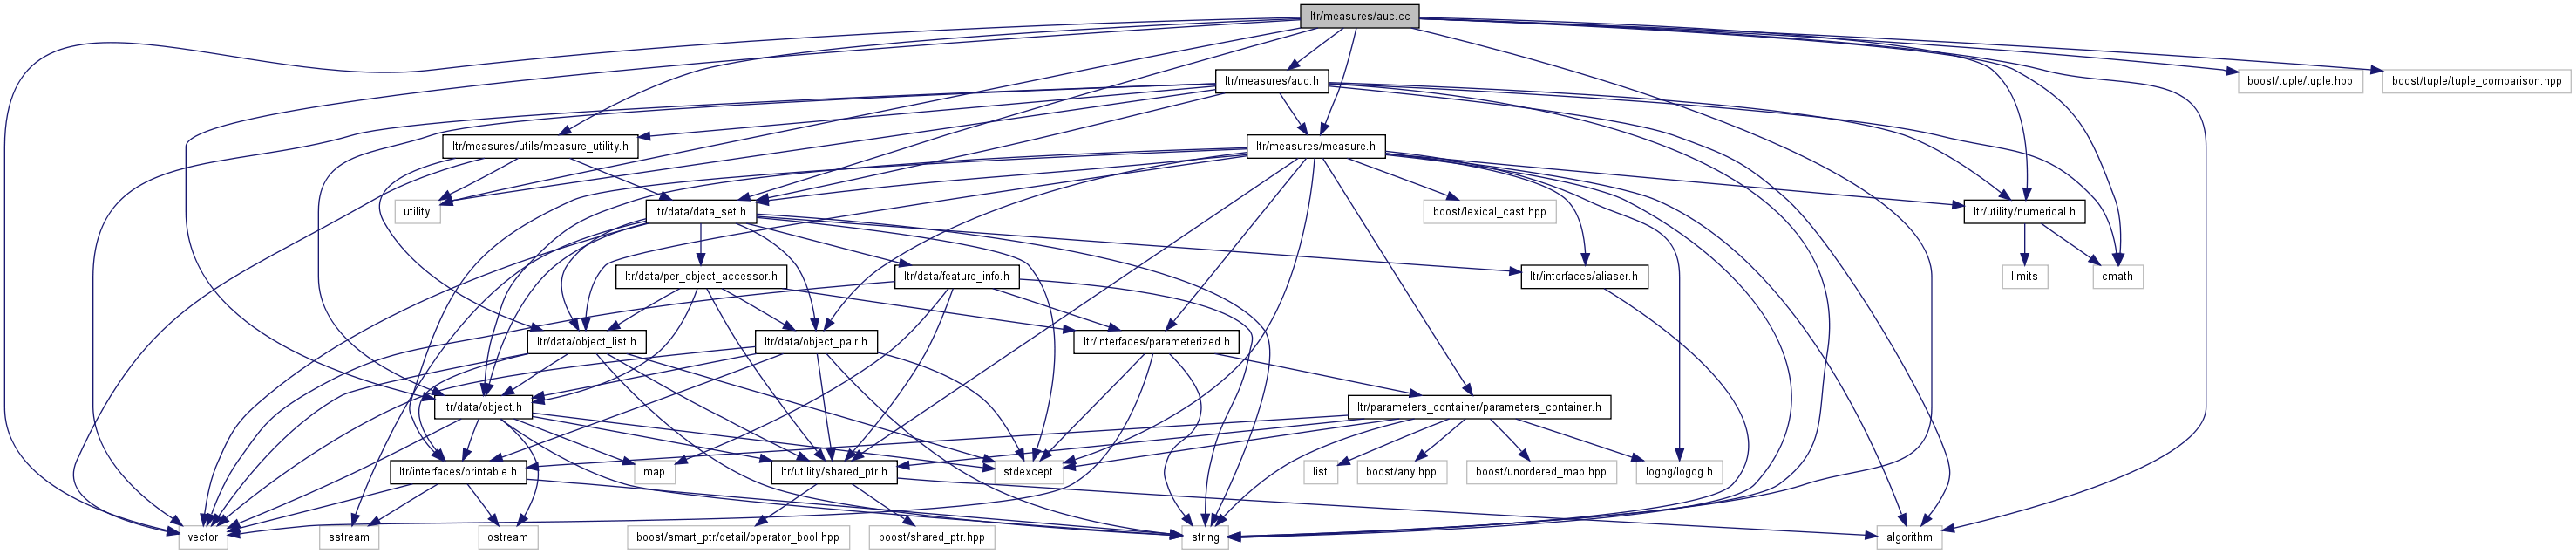 ltr/measures/auc.cc
boost/tuple/tuple.hpp
boost/tuple/tuple_comparison.hpp
ltr/measures/auc.h
ltr/measures/utils/measure_utility.h
ltr/measures/measure.h
utility
ltr/data/data_set.h
boost/lexical_cast.hpp
ltr/utility/numerical.h
ltr/data/per_object_accessor.h
ltr/data/feature_info.h
ltr/interfaces/aliaser.h
limits
cmath
ltr/data/object_list.h
ltr/data/object_pair.h
ltr/interfaces/parameterized.h
ltr/data/object.h
ltr/parameters_container/parameters_container.h
ltr/interfaces/printable.h
map
ltr/utility/shared_ptr.h
stdexcept
list
boost/any.hpp
boost/unordered_map.hpp
logog/logog.h
vector
sstream
ostream
boost/smart_ptr/detail/operator_bool.hpp
boost/shared_ptr.hpp
string
algorithm